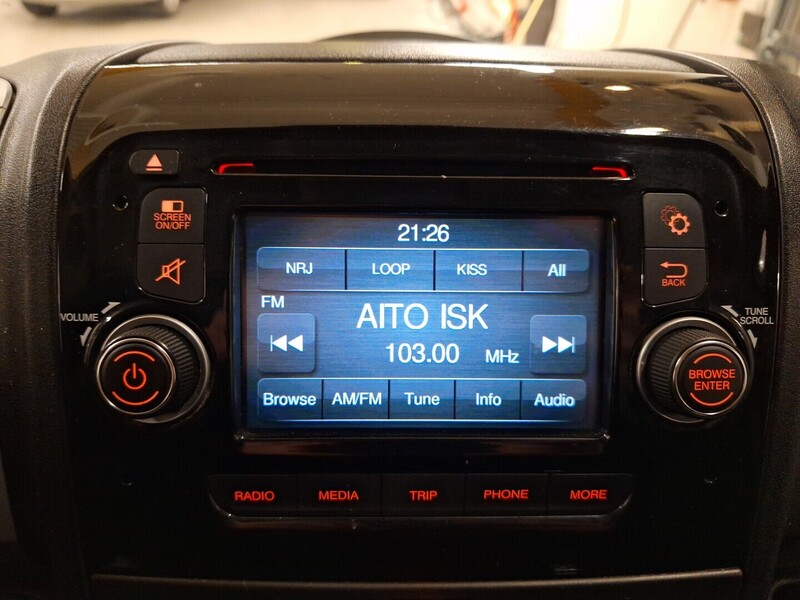 SCREEN
ON/OFF
21:26
NRJ LOOP KISS All
FM
BACK
VOLUME
AITO ISK
TUNE
SCROLL
103.00 MHz
BROWSE
ENTER
Browse AM/FM Tune Info Audio
RADIO MEDIA TRIP PHONE MORE